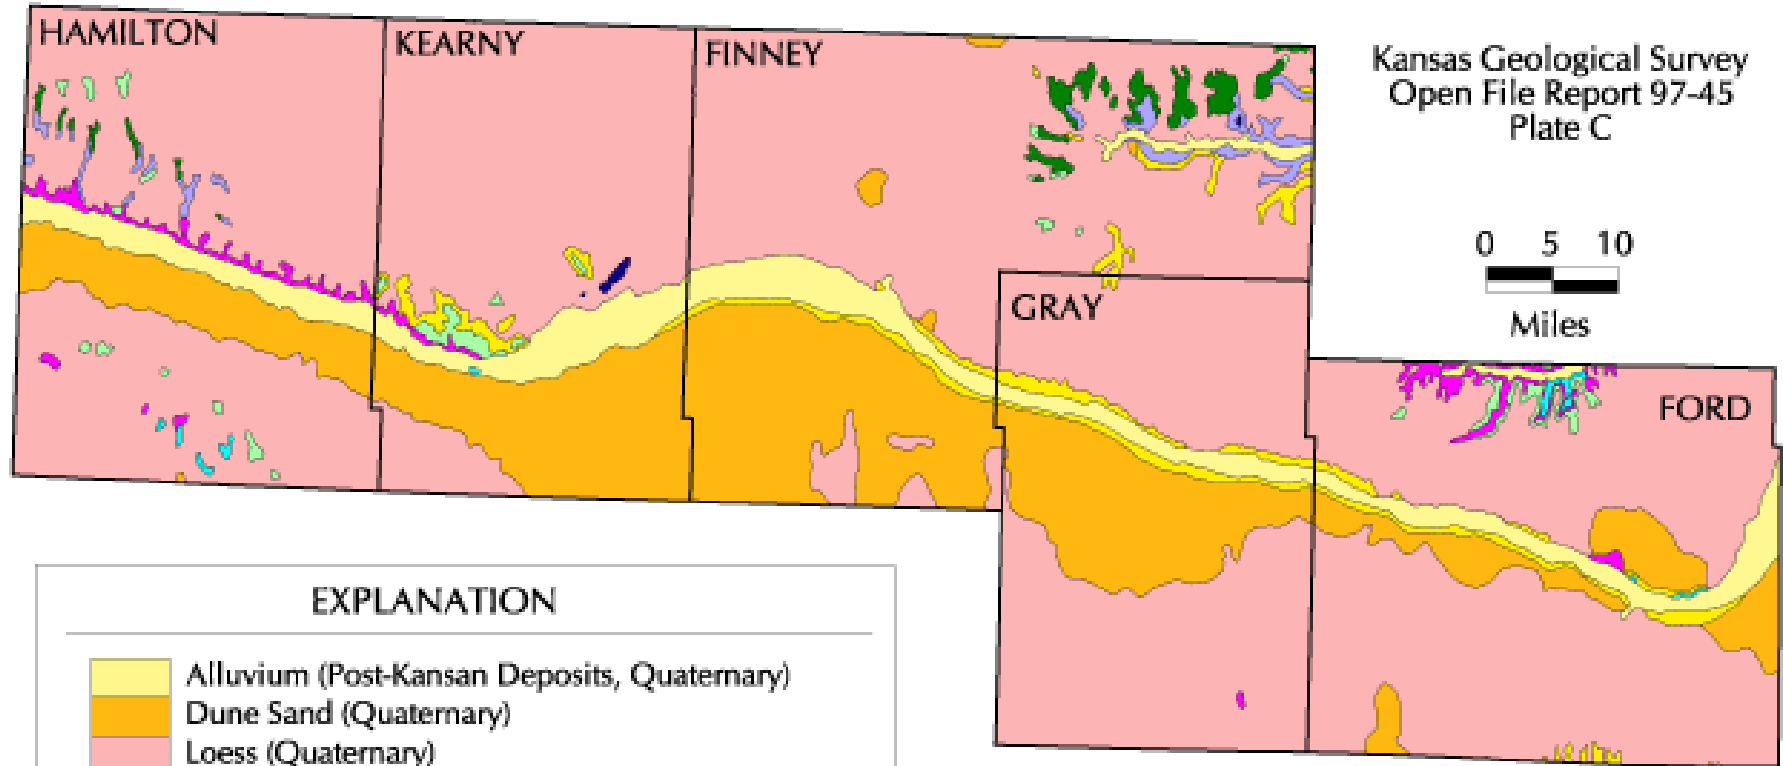 HAMILTON
KEARNY
FINNEY
Kansas Geological Survey
Open File Report 97-45
Plate C
0 5 10
Miles
GRAY
FORD
EXPLANATION
Alluvium (Post-Kansan Deposits, Quaternary)
Dune Sand (Quaternary)
Loess (Quaternary)